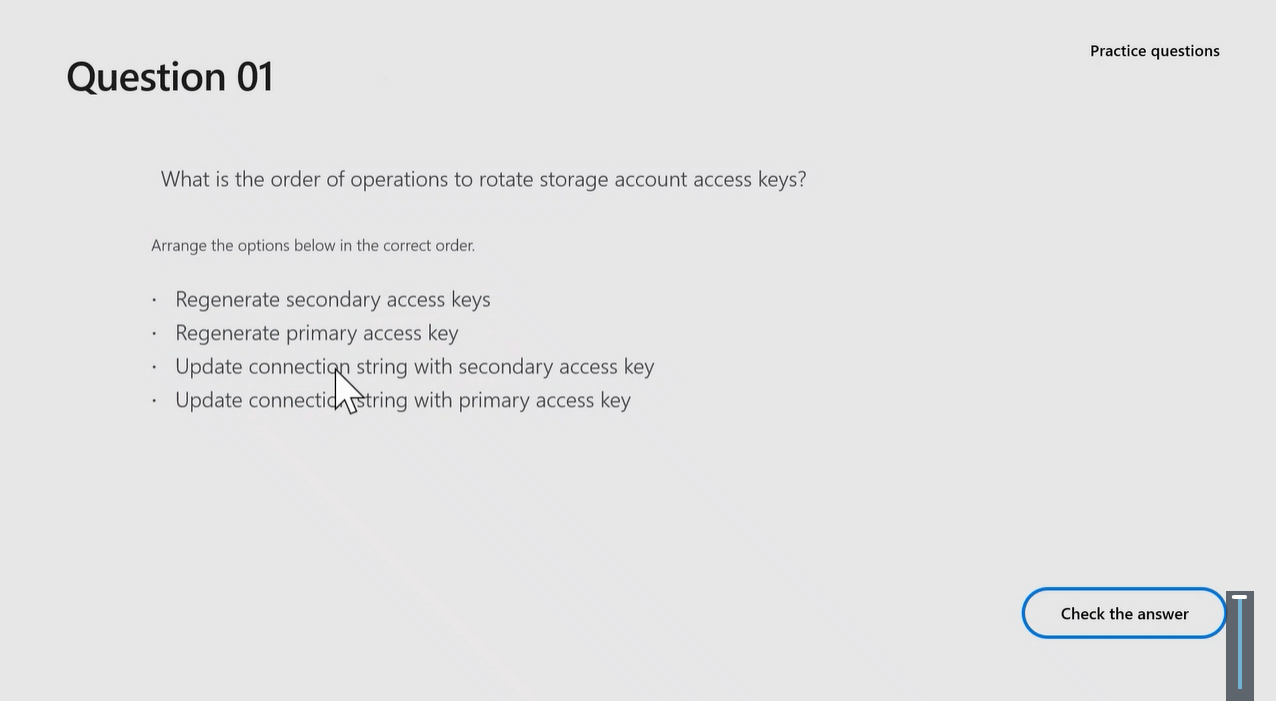 Practice questions
Question 01
What is the order of operations to rotate storage account access keys?
Arrange the options below in the correct order.
· Regenerate secondary access keys
· Regenerate primary access key
· Update connection string with secondary access key
· Update connection string with primary access key
Check the answer